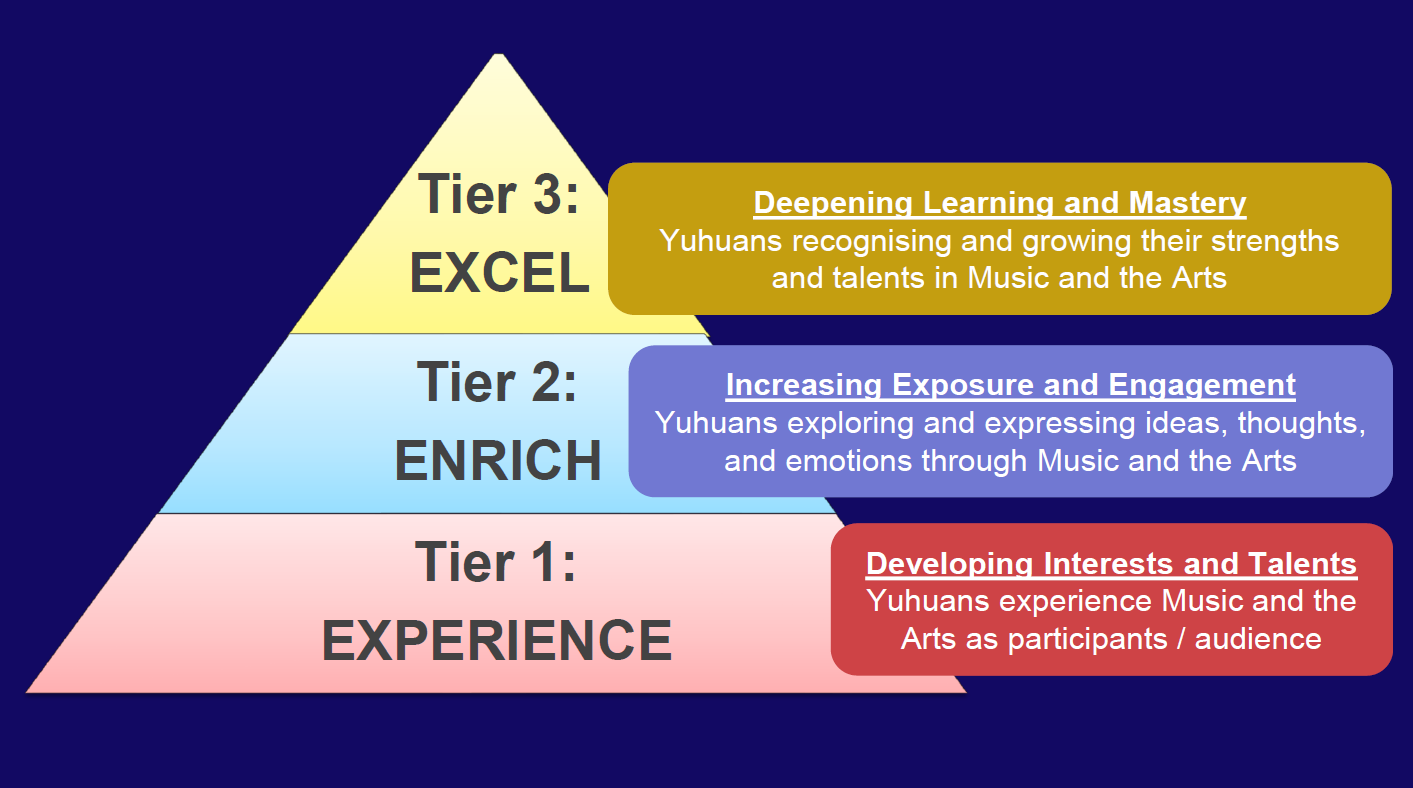 Tier 3:
EXCEL
Deepening Learning and Mastery
Yuhuans recognising and growing their strengths
and talents in Music and the Arts
Tier 2:
ENRICH
Increasing Exposure and Engagement
Yuhuans exploring and expressing ideas, thoughts,
and emotions through Music and the Arts
Tier 1:
EXPERIENCE
Developing Interests and Talents
Yuhuans experience Music and the
Arts as participants / audience